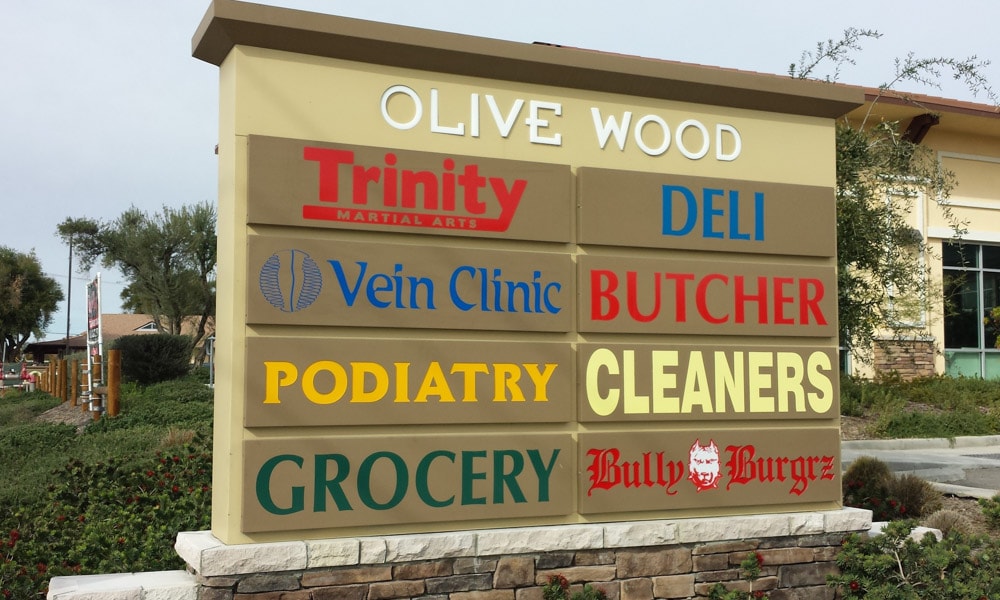 OLIVE WOOD
Trinity
MARTIAL ARTS
DELI
Vein Clinic
BUTCHER
PODIATRY
CLEANERS
GROCERY
Bully Burgrz